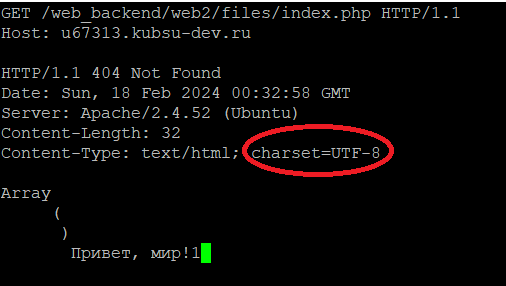 GET /web_backend/web2/files/index.php HTTP/1.1
Host: u67313.kubsu-dev.ru
HTTP/1.1 404 Not Found
Date: Sun, 18 Feb 2024 00:32:58 GMT
Server: Apache/2.4.52 (Ubuntu)
Content-Length: 32
Content-Type: text/html; charset=UTF-8
Array
(
)
Привет, мир!1